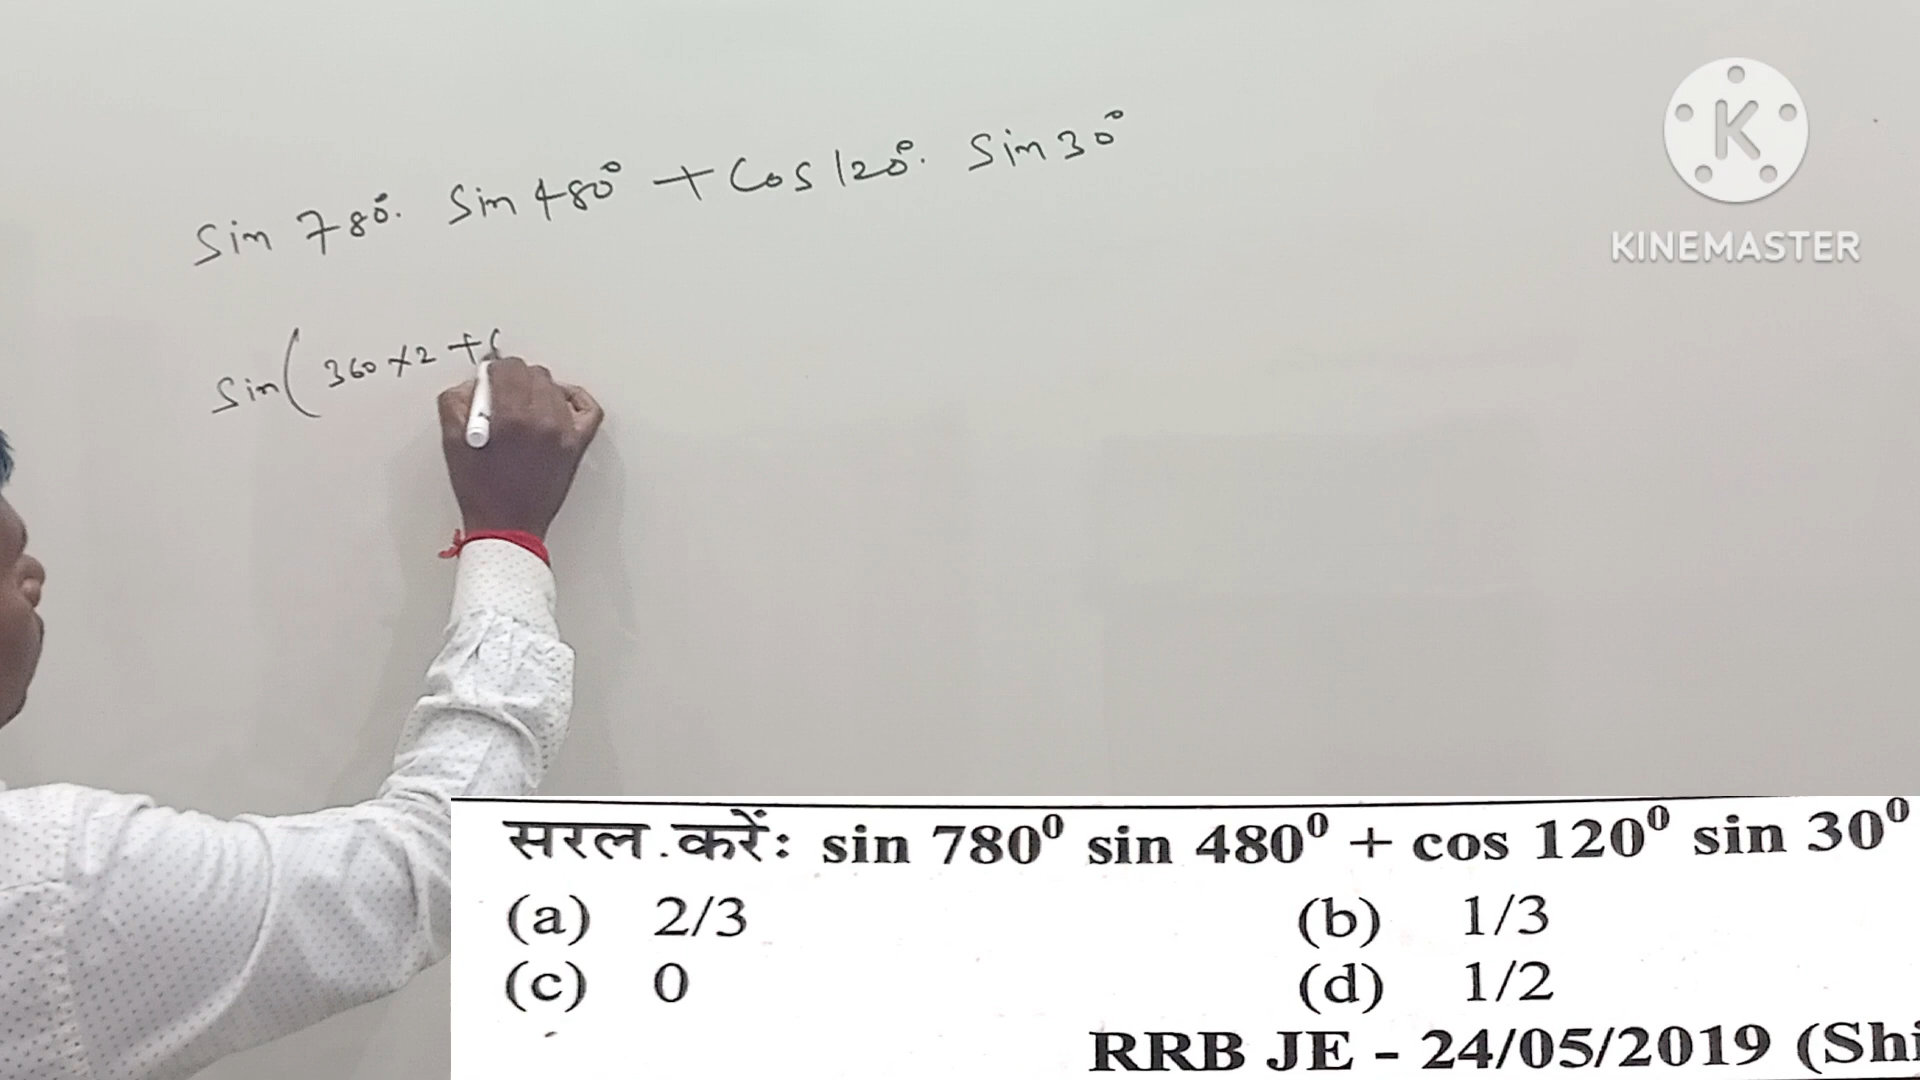 Sin 780°. Sin 480° + Cos 120°. Sin 30°
Sin( 360 × 2 +
K
KINEMASTER
सरल करें: sin 780⁰ sin 480⁰ + cos 120⁰ sin 30⁰
(a) 2/3 (b) 1/3
(c) 0 (d) 1/2
RRB JE - 24/05/2019 (Shi